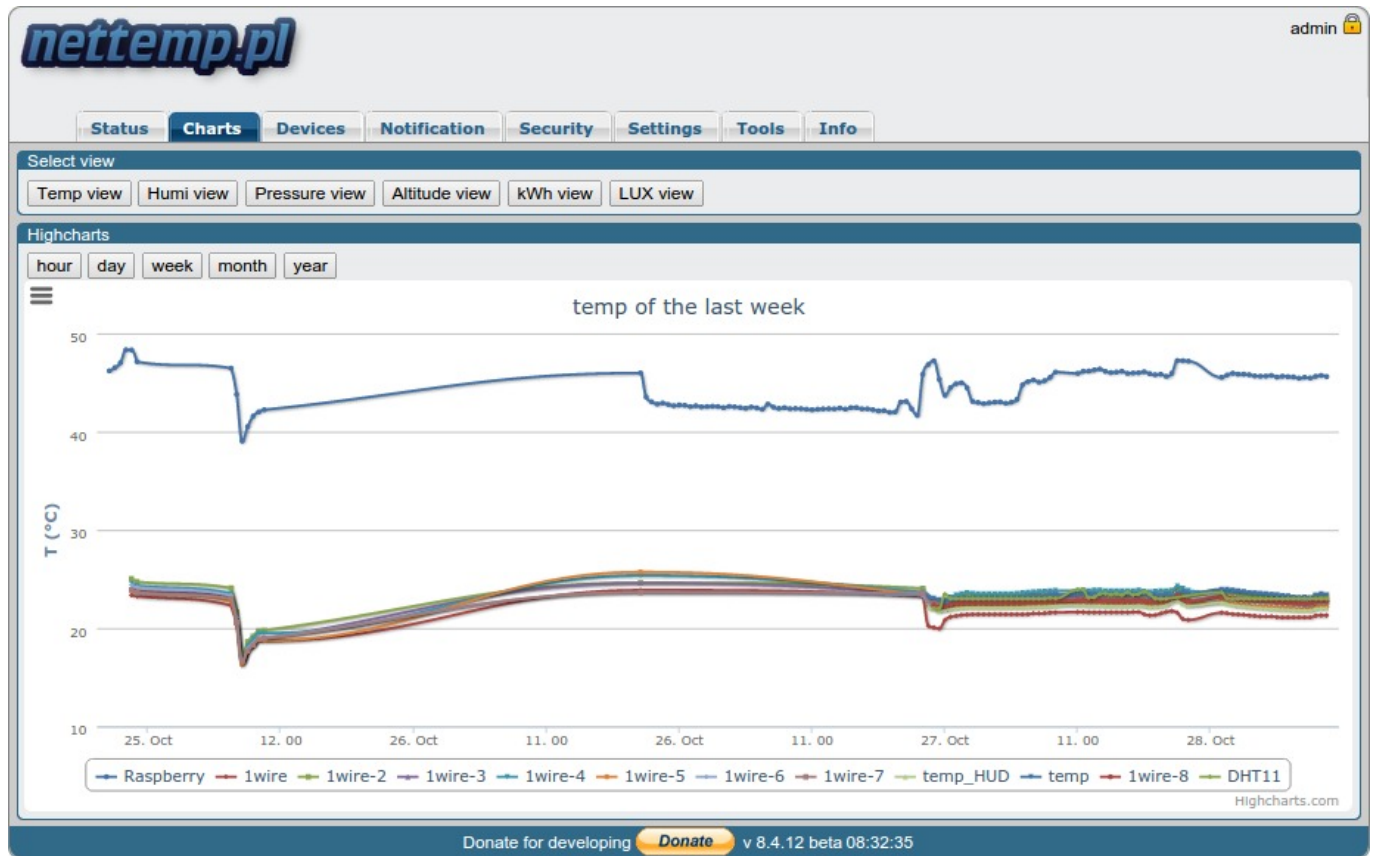 nettemp.pl
admin
Status Charts Devices Notification Security Settings Tools Info
Select view
Temp view Humi view Pressure view Altitude view kWh view LUX view
Highcharts
hour day week month year
temp of the last week
50
40
T (°C)
30
20
10
25. Oct 12. 00 26. Oct 11. 00 26. Oct 11. 00 27. Oct 11. 00 28. Oct
Raspberry 1wire 1wire-2 1wire-3 1wire-4 1wire-5 1wire-6 1wire-7 temp_HUD temp 1wire-8 DHT11
Highcharts.com
Donate for developing Donate v 8.4.12 beta 08:32:35